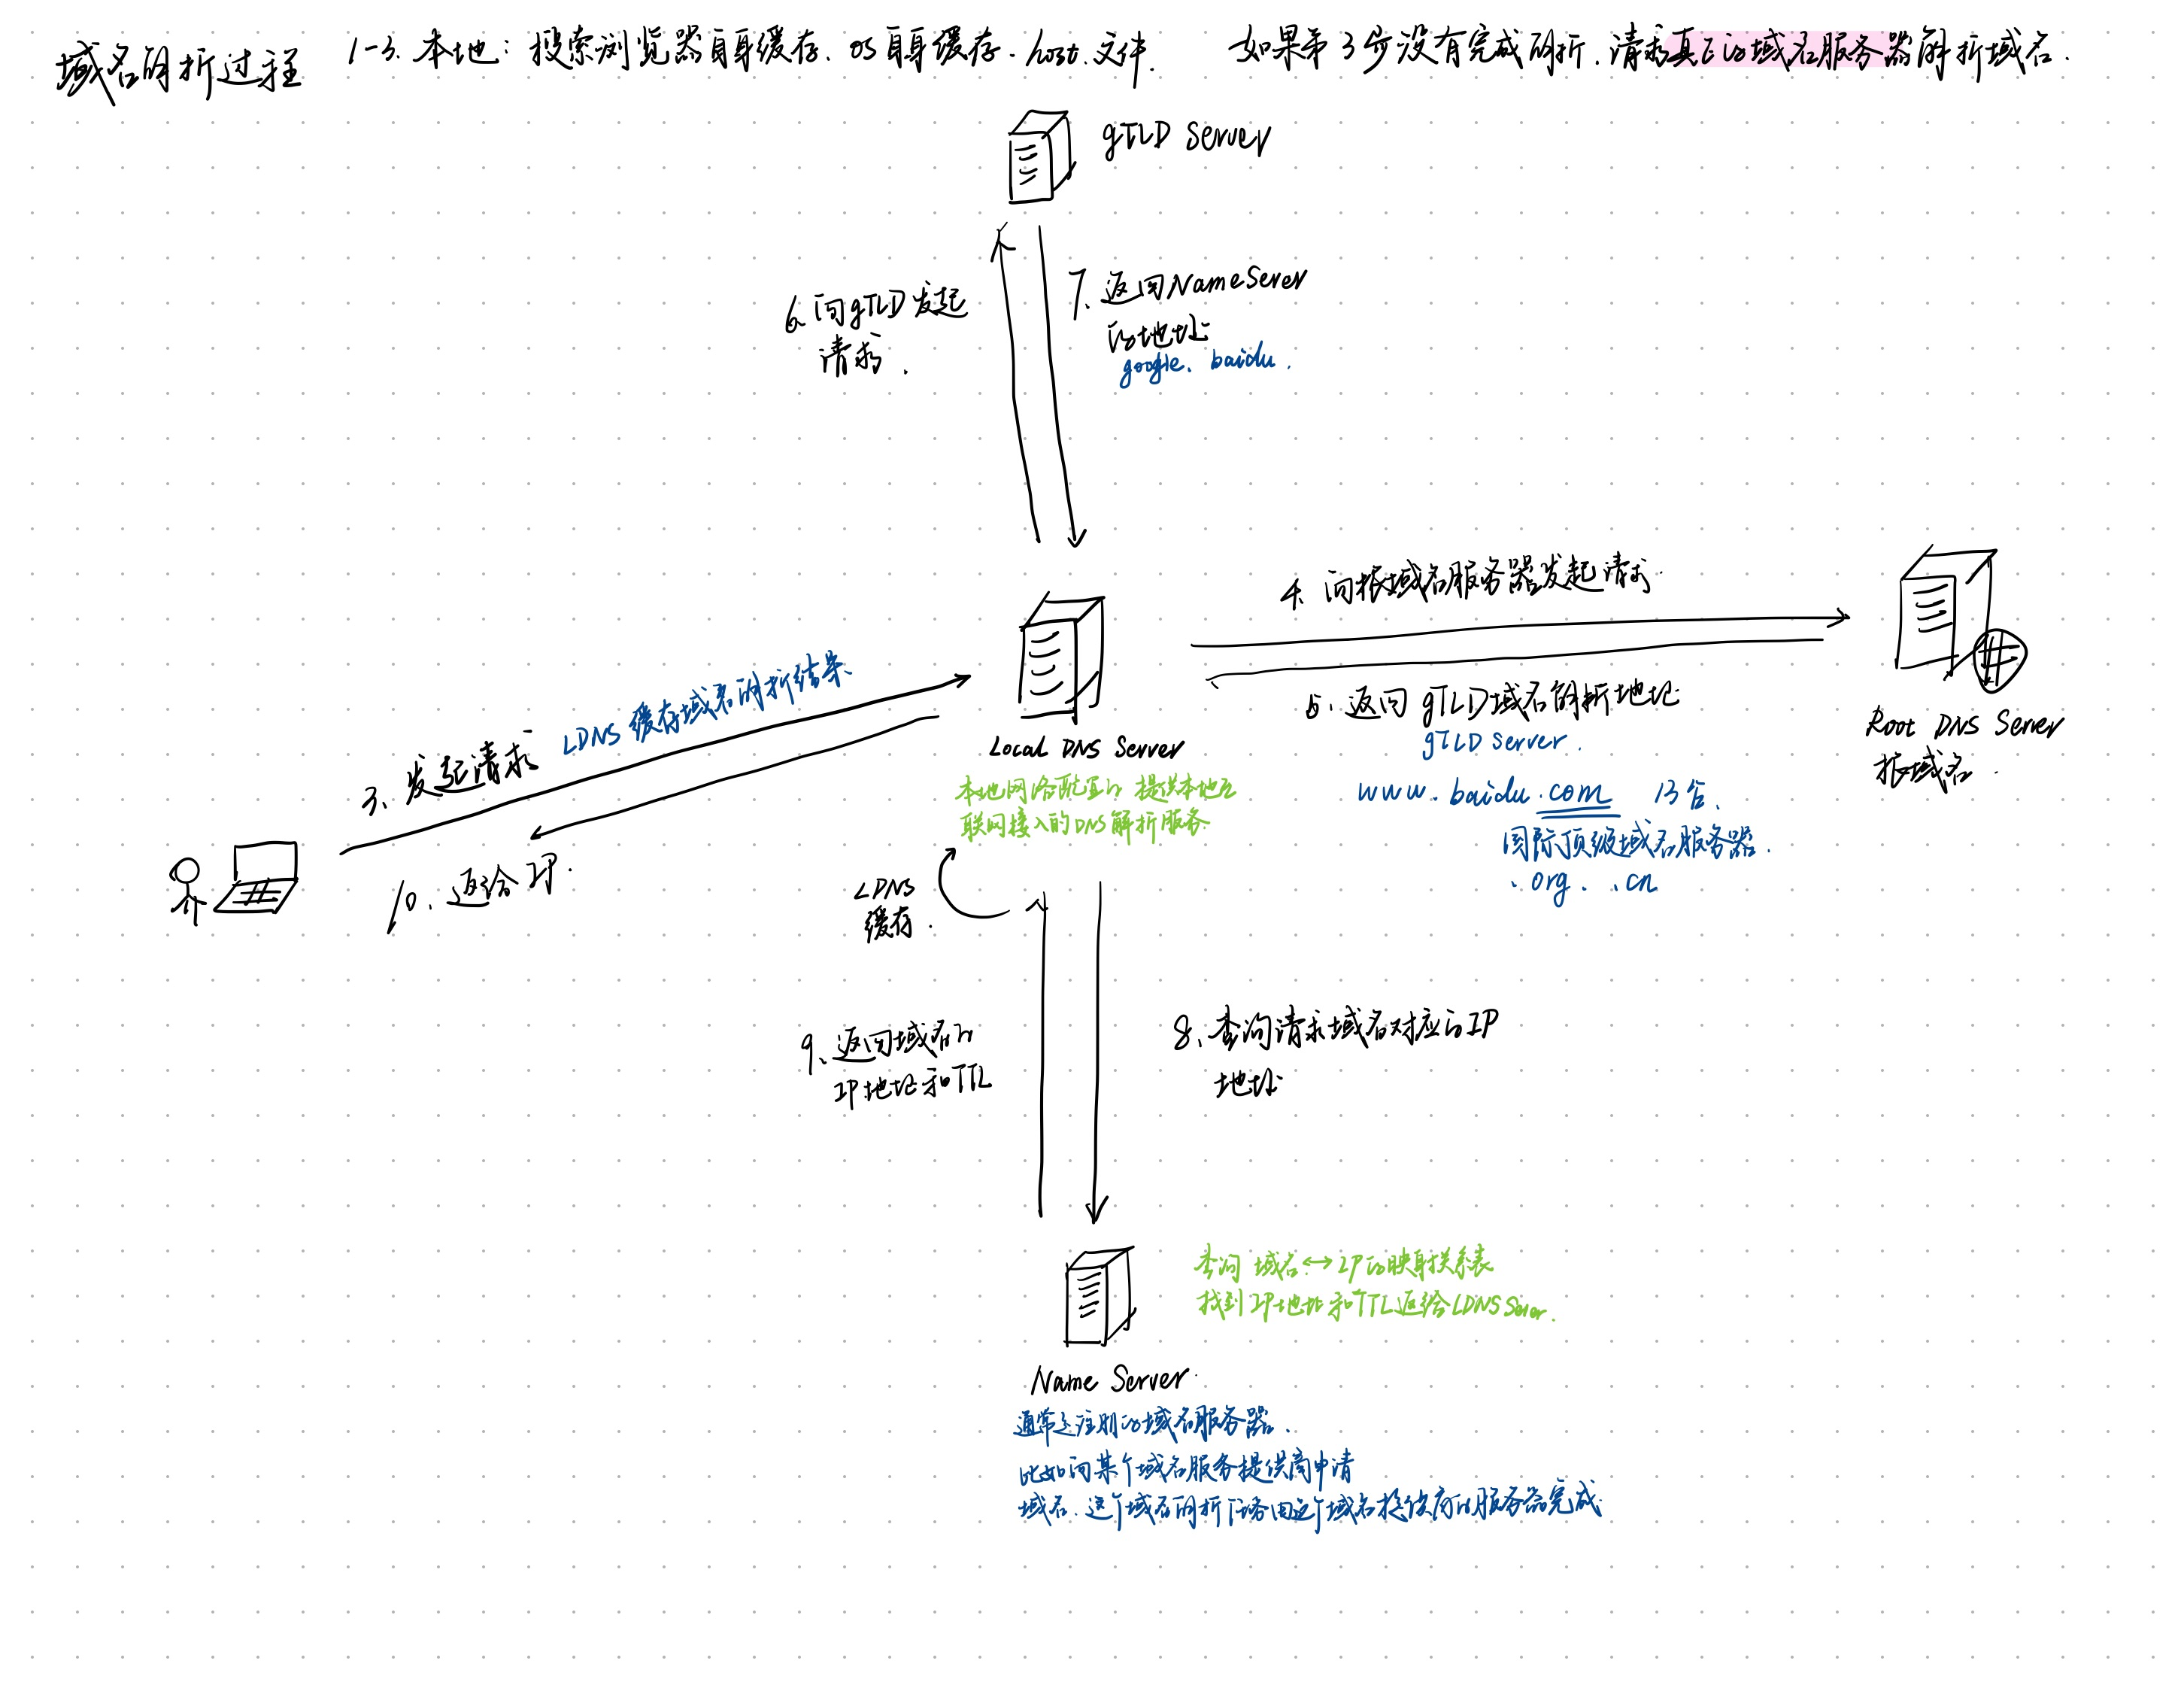 域名解析过程
1-3. 本地：搜索浏览器自身缓存、OS自身缓存、host.文件.
如果第3步没有完成解析，请求真正的域名服务器解析域名.
gTLD Server
6. 向gTLD发起
请求.
7. 返回NameServer
的地址
google、baidu.
4. 向根域名服务器发起请求.
5. 返回gTLD域名解析地址
gTLD Server.
www.baidu.com 13台、
国际顶级域名服务器.
.org. .cn
Root DNS Server
根域名.
3、发起请求 LDNS缓存域名解析结果
10、返给IP.
Local DNS Server
本地网络配置的 提供本地互
联网接入的DNS解析服务.
LDNS
缓存.
9、返回域名的
IP地址和TTL
8、查询请求域名对应的IP
地址
查询 域名↔IP的映射关系表
找到IP地址和TTL返给LDNS Server.
Name Server
通常是注册的域名服务器.
比如向某个域名服务提供商申请
域名、这个域名解析任务由这个域名提供商的服务器完成.